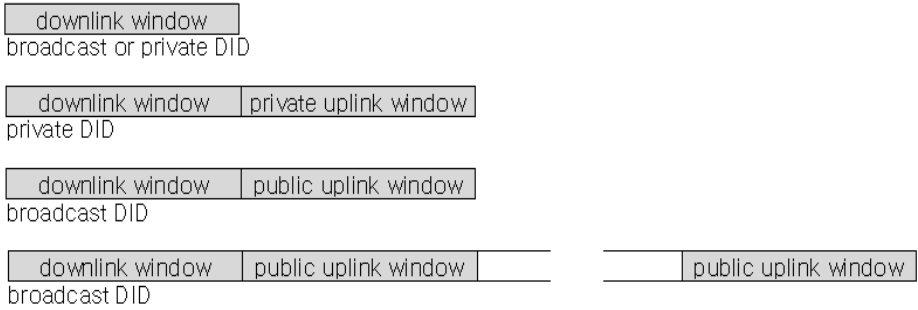 downlink window
broadcast or private DID
downlink window private uplink window
private DID
downlink window public uplink window
broadcast DID
downlink window public uplink window public uplink window
broadcast DID